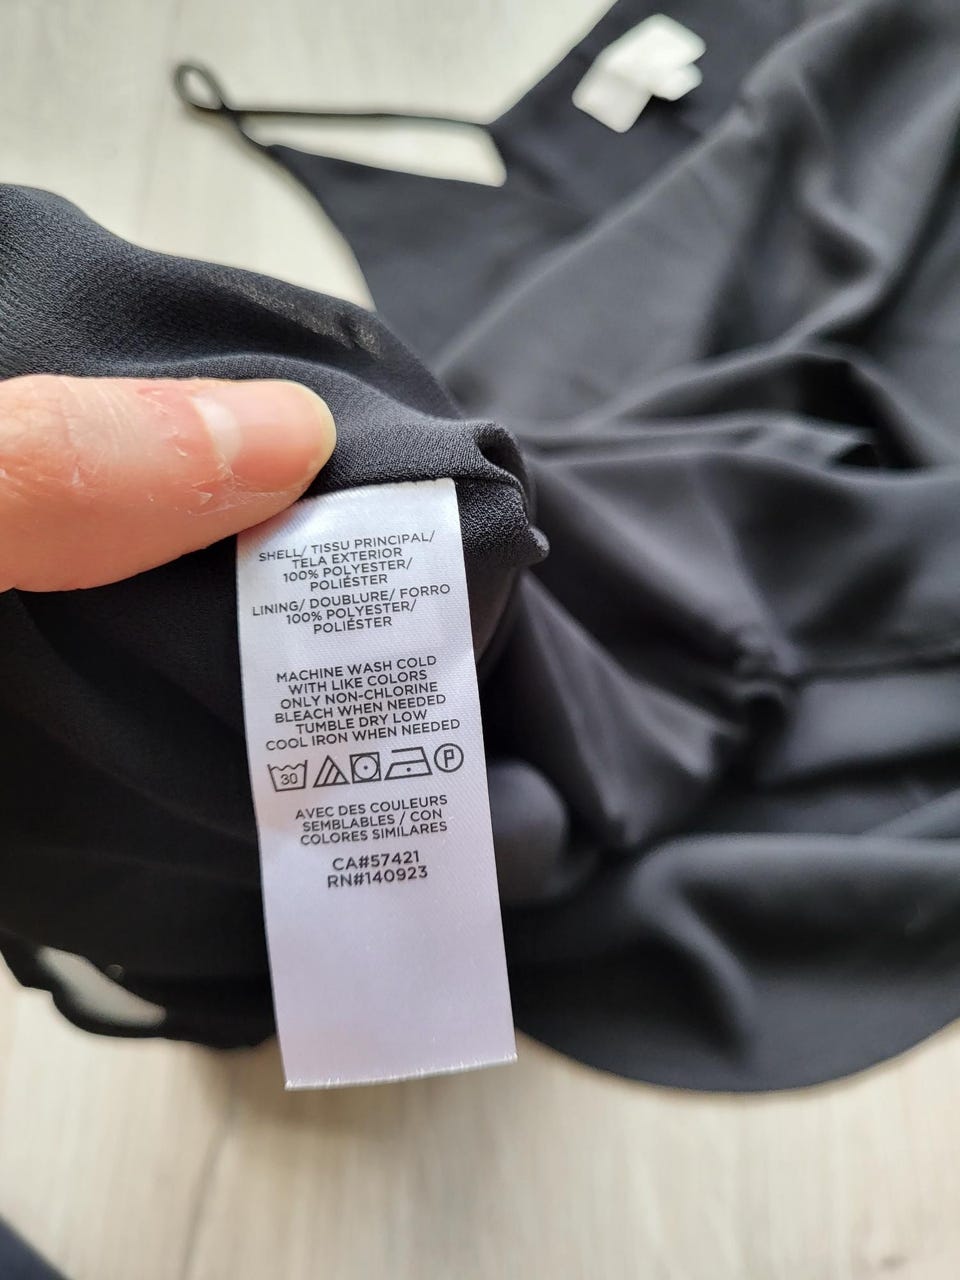 SHELL/ TISSU PRINCIPAL/
TELA EXTERIOR
100% POLYESTER/
POLIÉSTER
LINING/ DOUBLURE/ FORRO
100% POLYESTER/
POLIÉSTER
MACHINE WASH COLD
WITH LIKE COLORS
ONLY NON-CHLORINE
BLEACH WHEN NEEDED
TUMBLE DRY LOW
COOL IRON WHEN NEEDED
30 P
AVEC DES COULEURS
SEMBLABLES / CON
COLORES SIMILARES
CA#57421
RN#140923